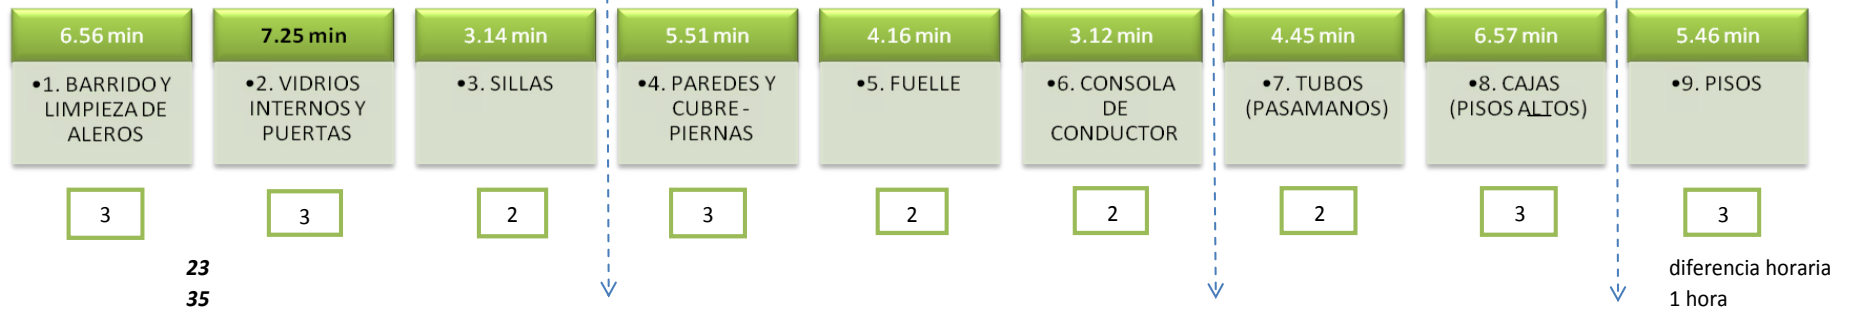 6.56 min
•1. BARRIDO Y
LIMPIEZA DE
ALEROS
3
7.25 min
•2. VIDRIOS
INTERNOS Y
PUERTAS
3
3.14 min
•3. SILLAS
2
5.51 min
•4. PAREDES Y
CUBRE -
PIERNAS
3
4.16 min
•5. FUELLE
2
3.12 min
•6. CONSOLA
DE
CONDUCTOR
2
4.45 min
•7. TUBOS
(PASAMANOS)
2
6.57 min
•8. CAJAS
(PISOS ALTOS)
3
5.46 min
•9. PISOS
3
23
35
diferencia horaria
1 hora